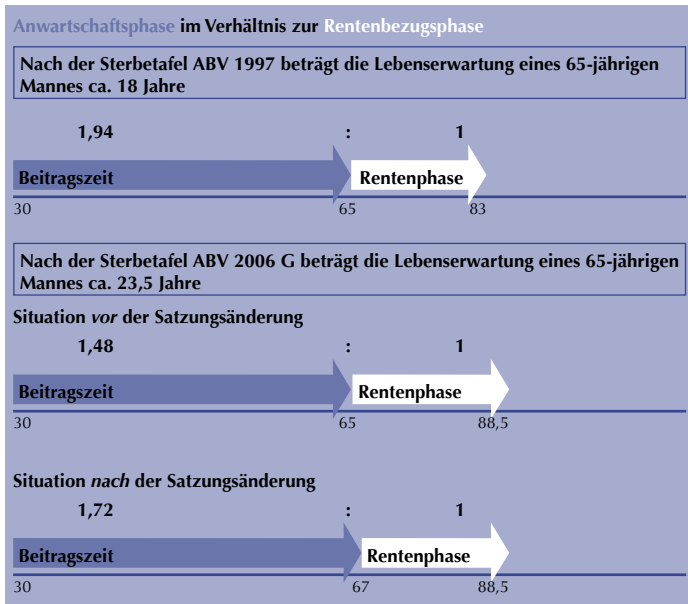 Anwartschaftsphase im Verhältnis zur Rentenbezugsphase
Nach der Sterbetafel ABV 1997 beträgt die Lebenserwartung eines 65-jährigen
Mannes ca. 18 Jahre
1,94 : 1
Beitragszeit Rentenphase
30 65 83
Nach der Sterbetafel ABV 2006 G beträgt die Lebenserwartung eines 65-jährigen
Mannes ca. 23,5 Jahre
Situation vor der Satzungsänderung
1,48 : 1
Beitragszeit Rentenphase
30 65 88,5
Situation nach der Satzungsänderung
1,72 : 1
Beitragszeit Rentenphase
30 67 88,5